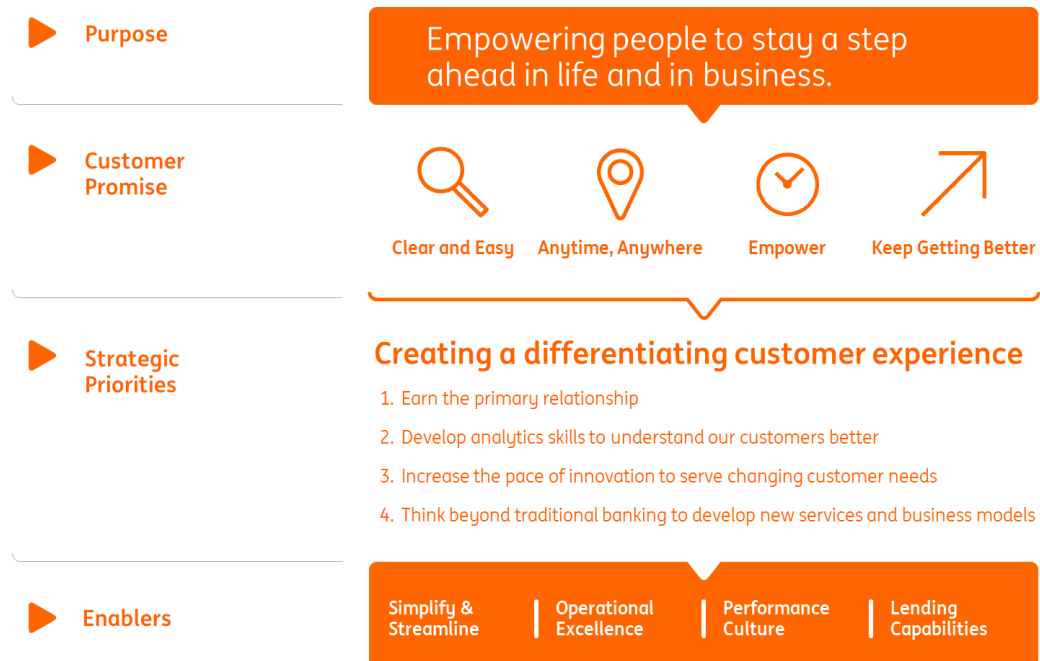 Purpose
Empowering people to stay a step
ahead in life and in business.
Customer
Promise
Clear and Easy
Anytime, Anywhere
Empower
Keep Getting Better
Strategic
Priorities
Creating a differentiating customer experience
1. Earn the primary relationship
2. Develop analytics skills to understand our customers better
3. Increase the pace of innovation to serve changing customer needs
4. Think beyond traditional banking to develop new services and business models
Enablers
Simplify &
Streamline
Operational
Excellence
Performance
Culture
Lending
Capabilities